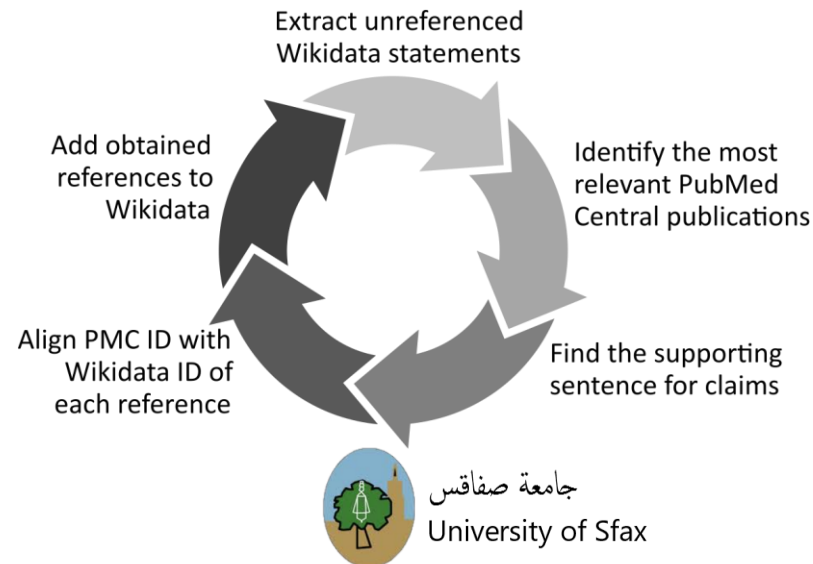 Extract unreferenced
Wikidata statements
Identify the most
relevant PubMed
Central publications
Find the supporting
sentence for claims
Align PMC ID with
Wikidata ID of
each reference
Add obtained
references to
Wikidata
جامعة صفاقس
University of Sfax